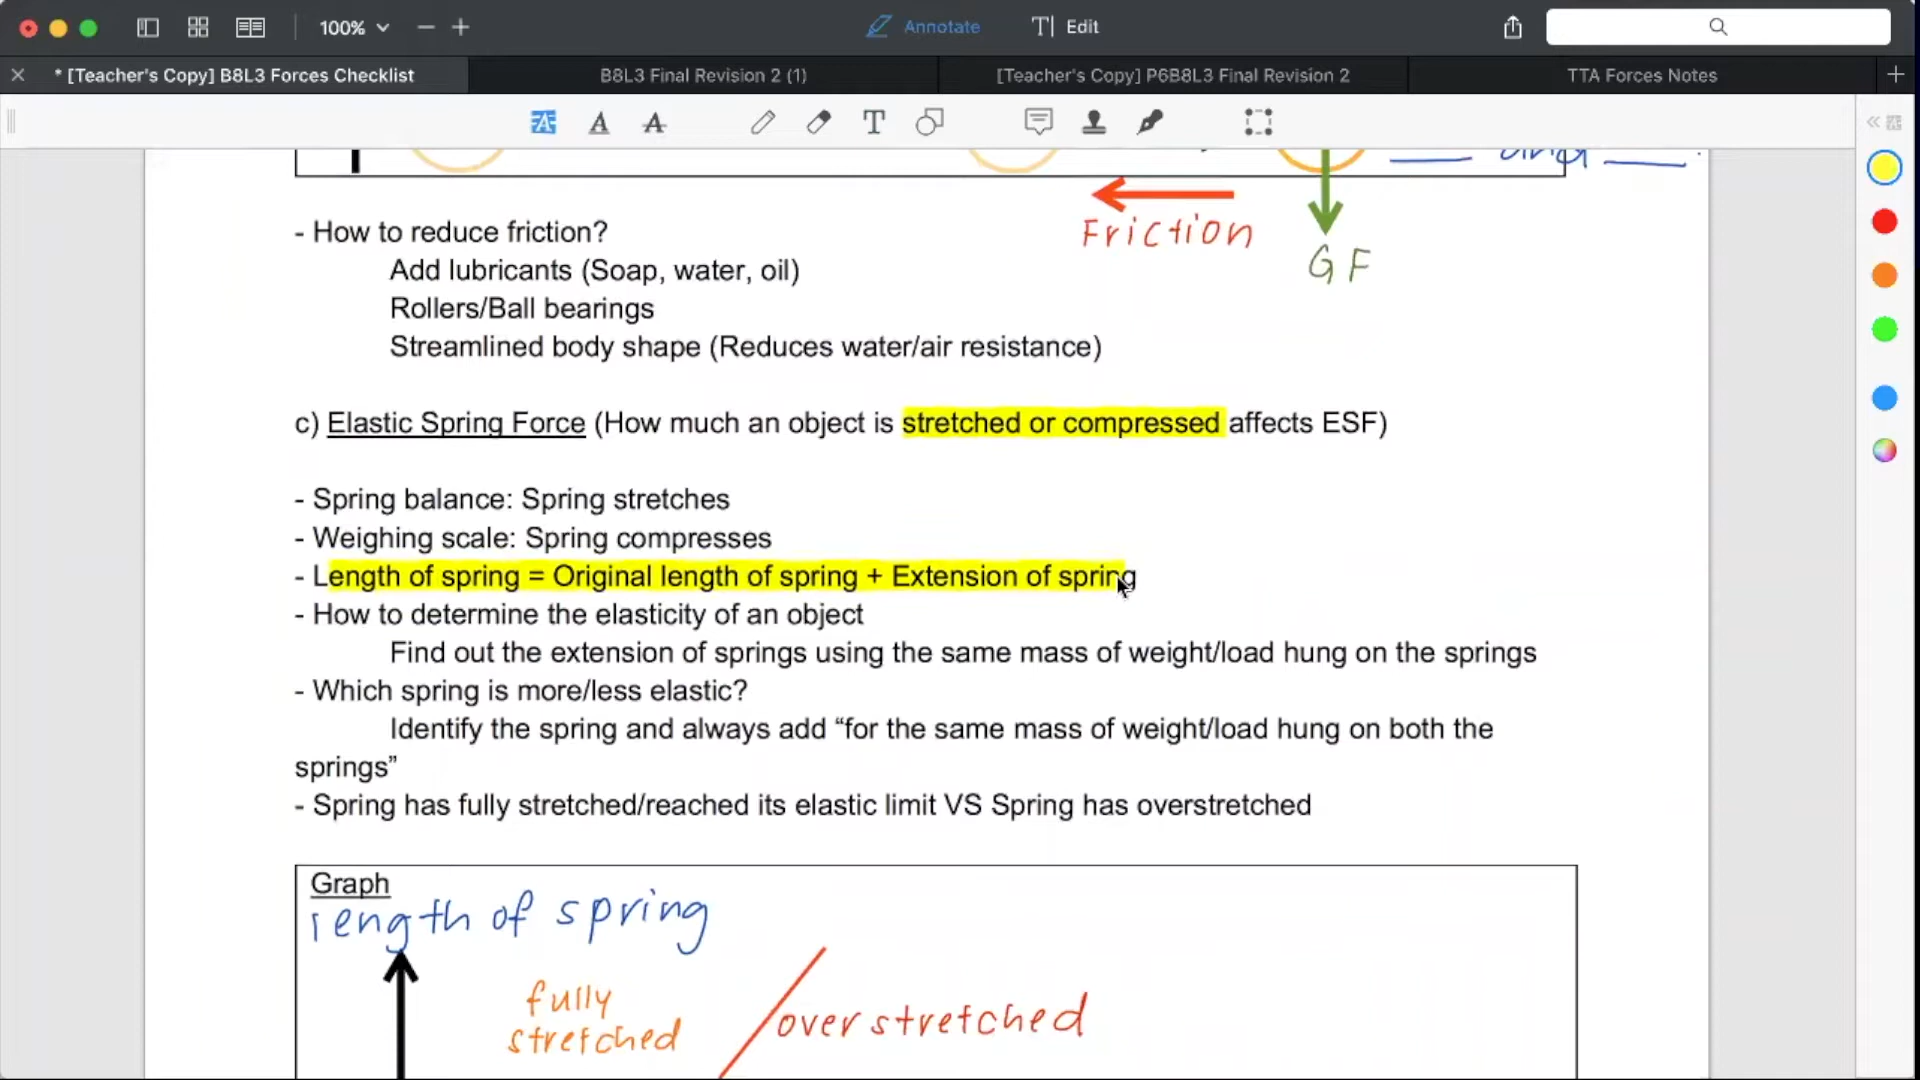 100%
Annotate
T| Edit
* [Teacher's Copy] B8L3 Forces Checklist
B8L3 Final Revision 2 (1)
[Teacher's Copy] P6B8L3 Final Revision 2
TTA Forces Notes
Friction
GF
- How to reduce friction?
Add lubricants (Soap, water, oil)
Rollers/Ball bearings
Streamlined body shape (Reduces water/air resistance)
c) Elastic Spring Force (How much an object is stretched or compressed affects ESF)
- Spring balance: Spring stretches
- Weighing scale: Spring compresses
- Length of spring = Original length of spring + Extension of spring
- How to determine the elasticity of an object
Find out the extension of springs using the same mass of weight/load hung on the springs
- Which spring is more/less elastic?
Identify the spring and always add “for the same mass of weight/load hung on both the
springs”
- Spring has fully stretched/reached its elastic limit VS Spring has overstretched
Graph
length of spring
fully
stretched
overstretched